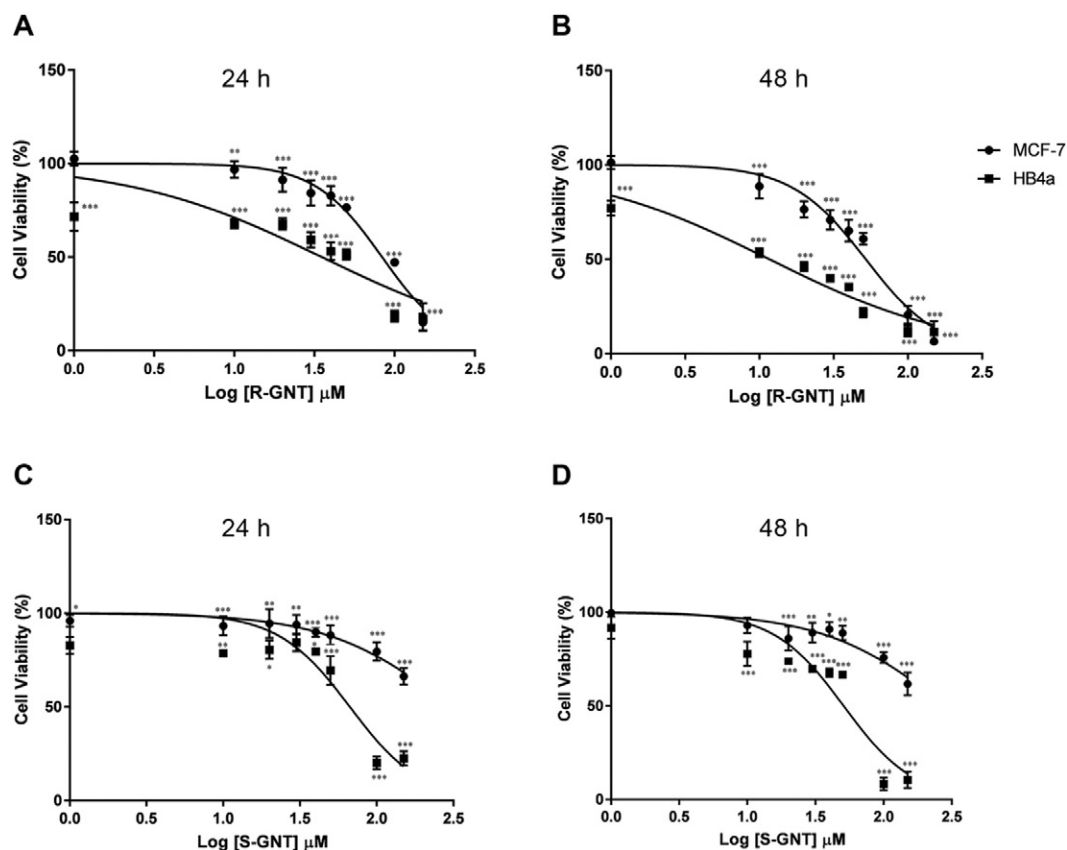 A
24 h
150
100
50
0
0.0 0.5 1.0 1.5 2.0 2.5
Cell Viability (%)
Log [R-GNT] μM
*** ** *** *** *** *** *** *** *** *** *** *** *** *** ***
B
48 h
150
100
50
0
0.0 0.5 1.0 1.5 2.0 2.5
Cell Viability (%)
Log [R-GNT] μM
*** *** *** *** *** *** *** *** *** *** *** *** *** *** ***
MCF-7
HB4a
C
24 h
150
100
50
0
0.0 0.5 1.0 1.5 2.0 2.5
Cell Viability (%)
Log [S-GNT] μM
* *** ** ** *** *** *** *** ** * * *** *** ***
D
48 h
150
100
50
0
0.0 0.5 1.0 1.5 2.0 2.5
Cell Viability (%)
Log [S-GNT] μM
*** ** * ** *** *** *** *** *** *** *** *** ***